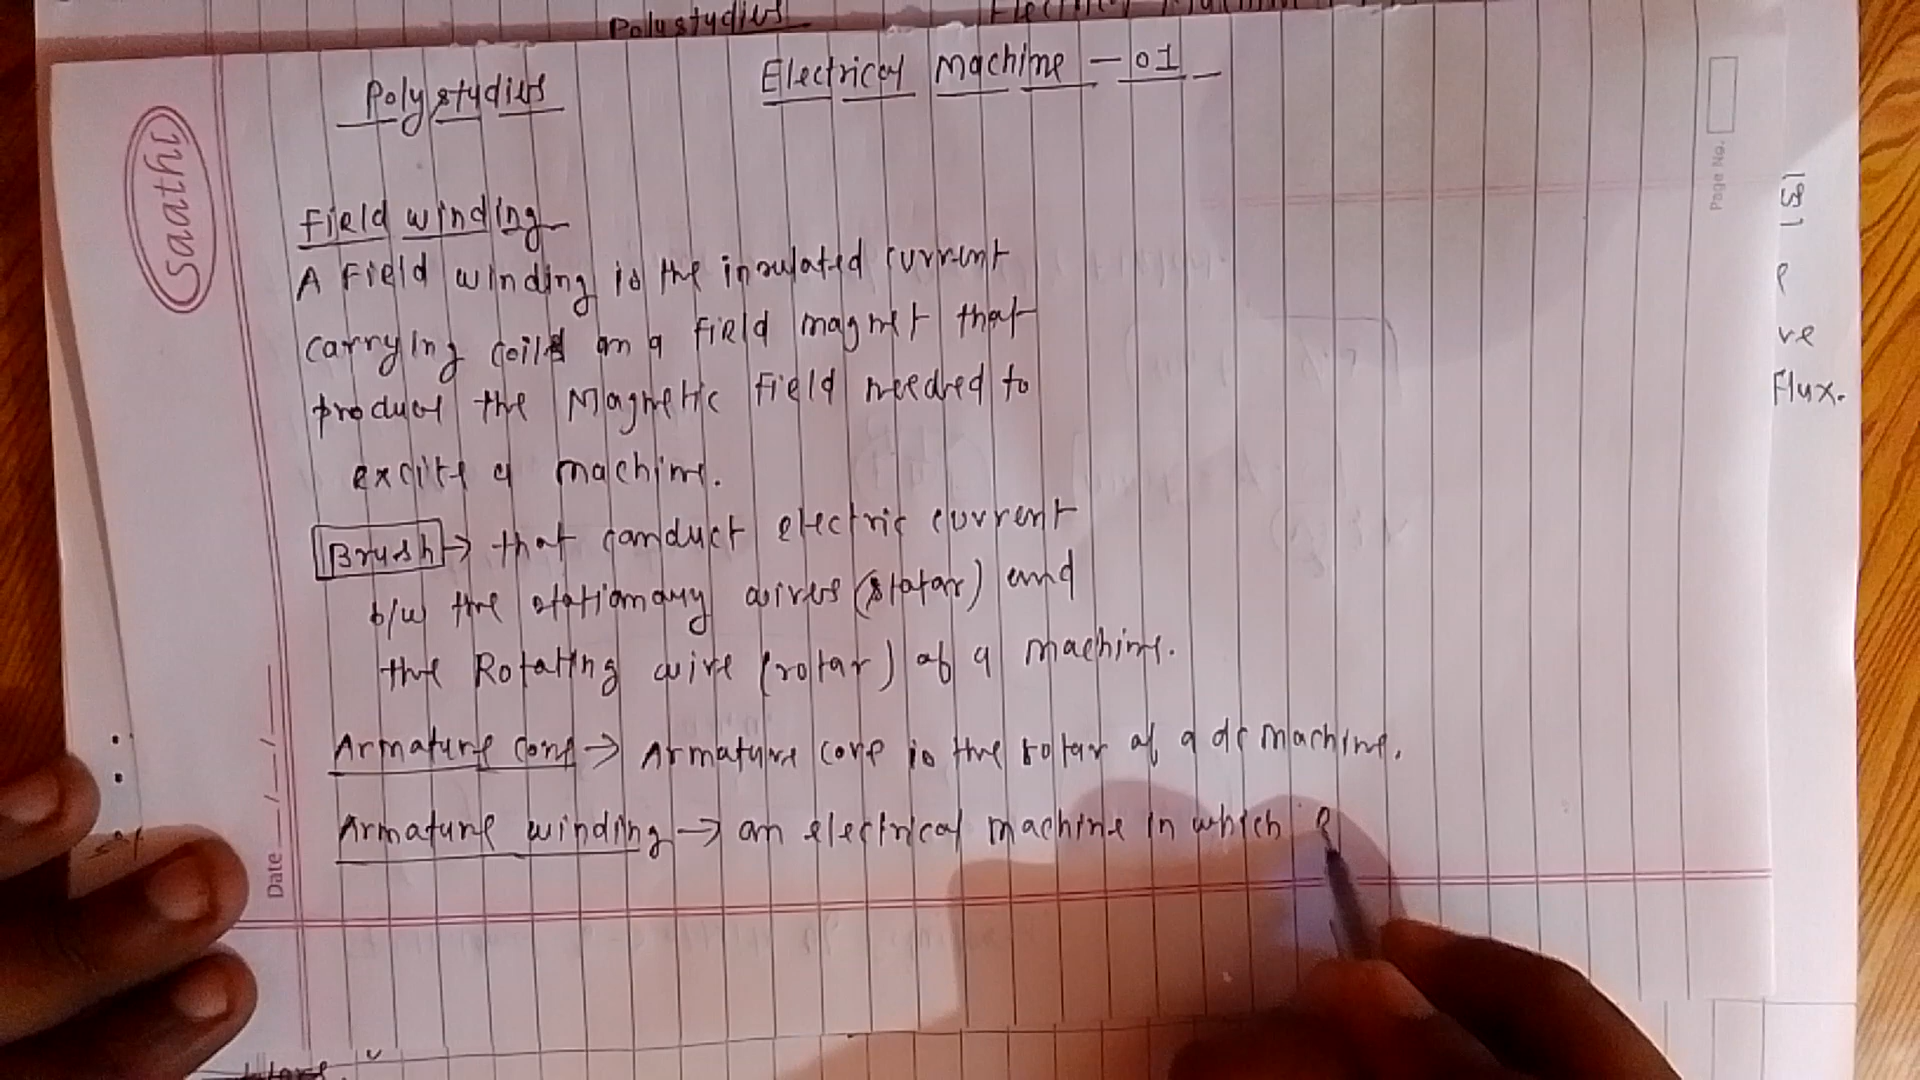 Polystudies
Polystudies
Electrical Machine - 01
Saathi
Page No.
Field winding
A Field winding is the insulated current
carrying coils on a field magnet that
produces the Magnetic field needed to
excite a machine.
Brush → that conduct electric current
b/w the stationary wires (stator) and
the Rotating wire (rotor) of a machine.
Armature core → Armature core is the rotor of a dc machine.
Armature winding → an electrical machine in which
Date
ve
Flux.